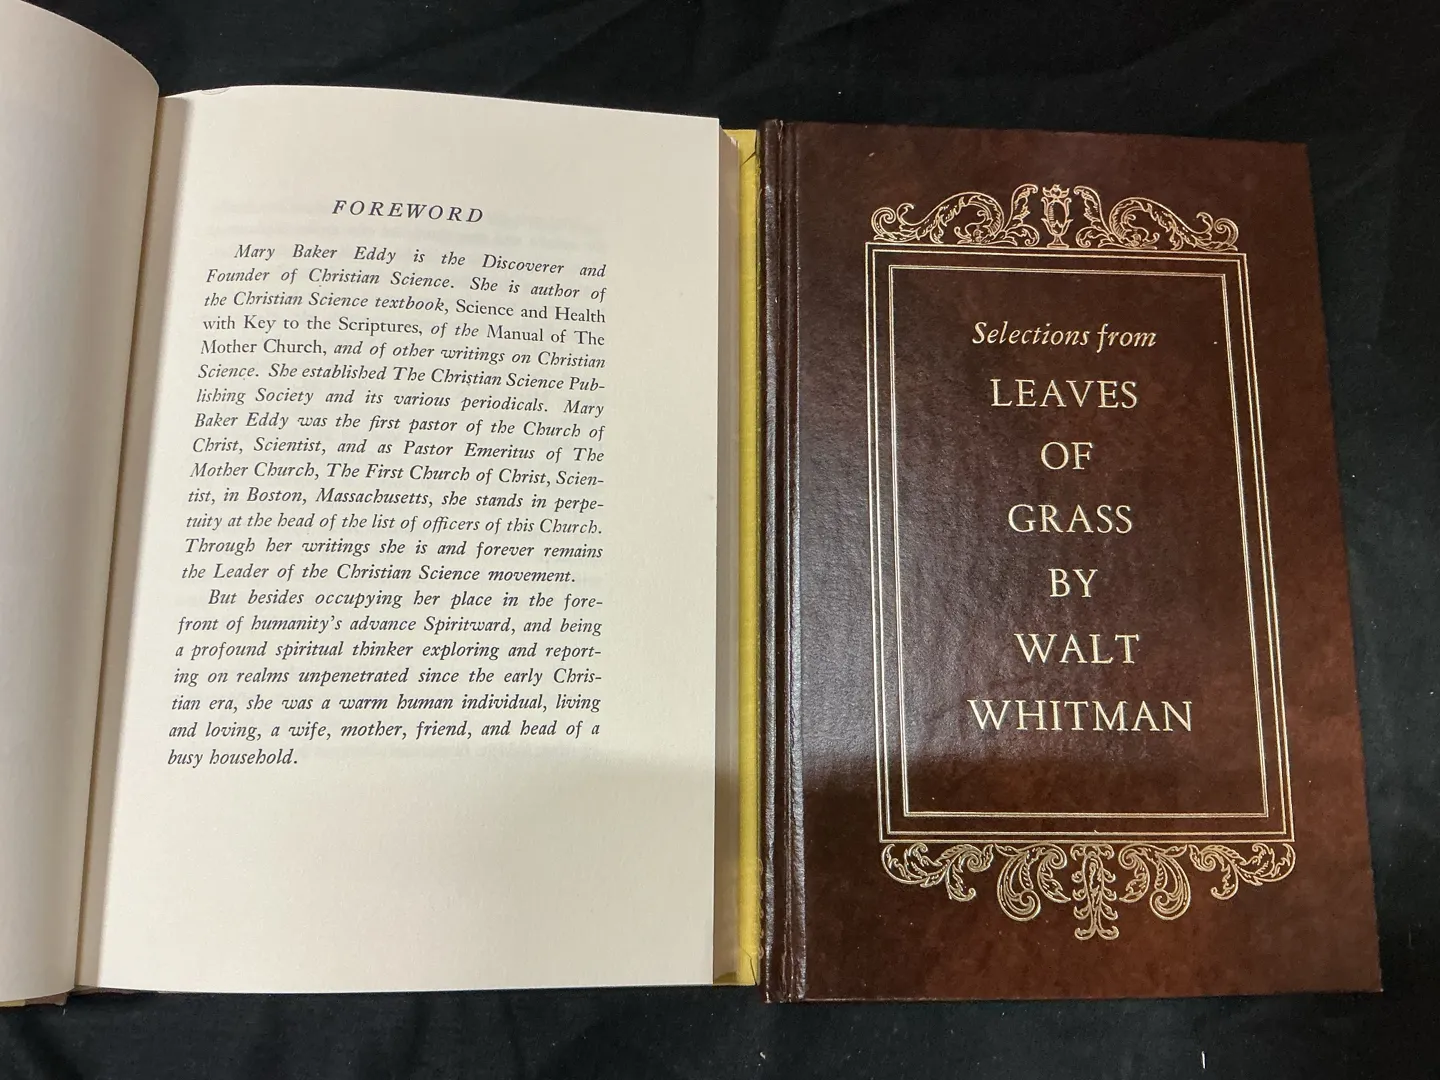 FOREWORD
Mary Baker Eddy is the Discoverer and
Founder of Christian Science. She is author of
the Christian Science textbook, Science and Health
with Key to the Scriptures, of the Manual of The
Mother Church, and of other writings on Christian
Science. She established The Christian Science Pub-
lishing Society and its various periodicals. Mary
Baker Eddy was the first pastor of the Church of
Christ, Scientist, and as Pastor Emeritus of The
Mother Church, The First Church of Christ, Scien-
tist, in Boston, Massachusetts, she stands in perpe-
tuity at the head of the list of officers of this Church.
Through her writings she is and forever remains
the Leader of the Christian Science movement.
But besides occupying her place in the fore-
front of humanity's advance Spiritward, and being
a profound spiritual thinker exploring and report-
ing on realms unpenetrated since the early Chris-
tian era, she was a warm human individual, living
and loving, a wife, mother, friend, and head of a
busy household.
Selections from
LEAVES
OF
GRASS
BY
WALT
WHITMAN